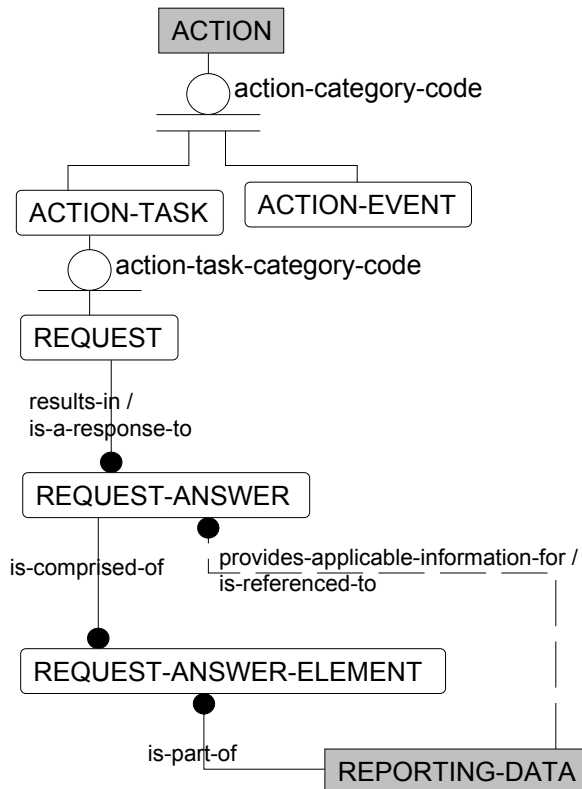 ACTION
action-category-code
ACTION-TASK
ACTION-EVENT
action-task-category-code
REQUEST
results-in /
is-a-response-to
REQUEST-ANSWER
is-comprised-of
provides-applicable-information-for /
is-referenced-to
REQUEST-ANSWER-ELEMENT
is-part-of
REPORTING-DATA